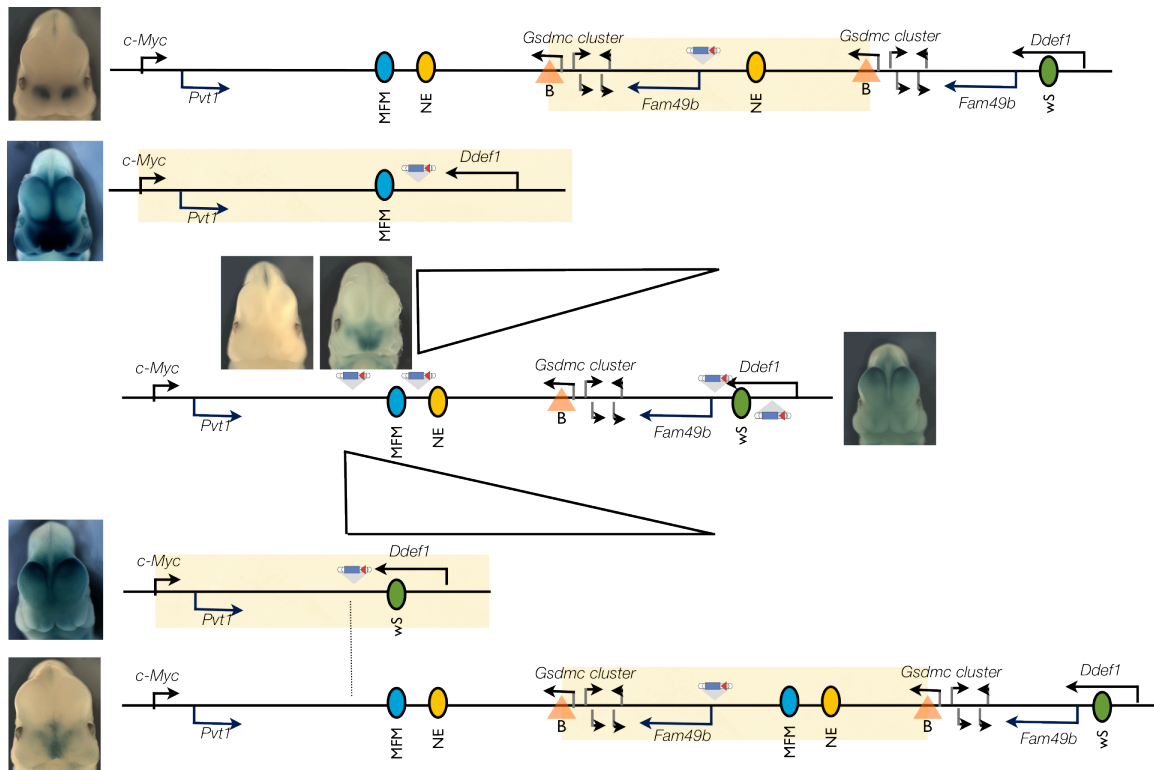 c-Myc Gsdmc cluster Gsdmc cluster Ddef1
Pvt1 MFM NE B Fam49b NE B Fam49b wS
c-Myc Ddef1
Pvt1 MFM
c-Myc Gsdmc cluster Ddef1
Pvt1 MFM NE B Fam49b wS
c-Myc Ddef1
Pvt1 wS
c-Myc Gsdmc cluster Gsdmc cluster Ddef1
Pvt1 MFM NE B Fam49b MFM NE B Fam49b wS